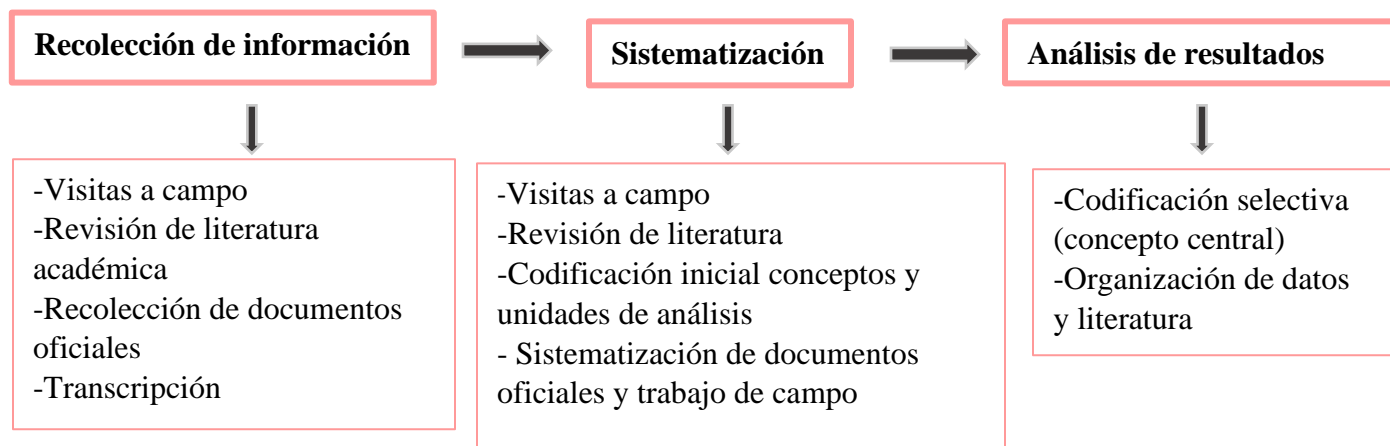 Recolección de información
Sistematización
Análisis de resultados
-Visitas a campo
-Revisión de literatura
académica
-Recolección de documentos
oficiales
-Transcripción
-Visitas a campo
-Revisión de literatura
-Codificación inicial conceptos y
unidades de análisis
- Sistematización de documentos
oficiales y trabajo de campo
-Codificación selectiva
(concepto central)
-Organización de datos
y literatura